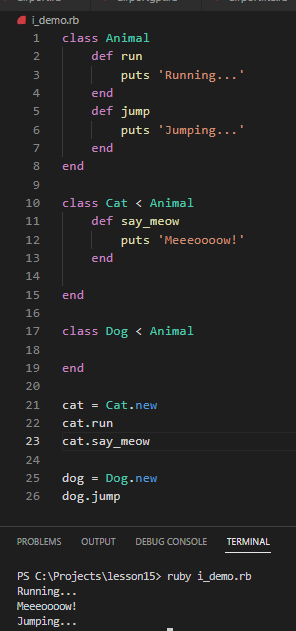 i_demo.rb
1 class Animal
2     def run
3         puts 'Running...'
4     end
5     def jump
6         puts 'Jumping...'
7     end
8 end
9
10 class Cat < Animal
11     def say_meow
12         puts 'Meeeoooow!'
13     end
14
15 end
16
17 class Dog < Animal
18
19 end
20
21 cat = Cat.new
22 cat.run
23 cat.say_meow
24
25 dog = Dog.new
26 dog.jump
PROBLEMS OUTPUT DEBUG CONSOLE TERMINAL
PS C:\Projects\lesson15> ruby i_demo.rb
Running...
Meeeoooow!
Jumping...